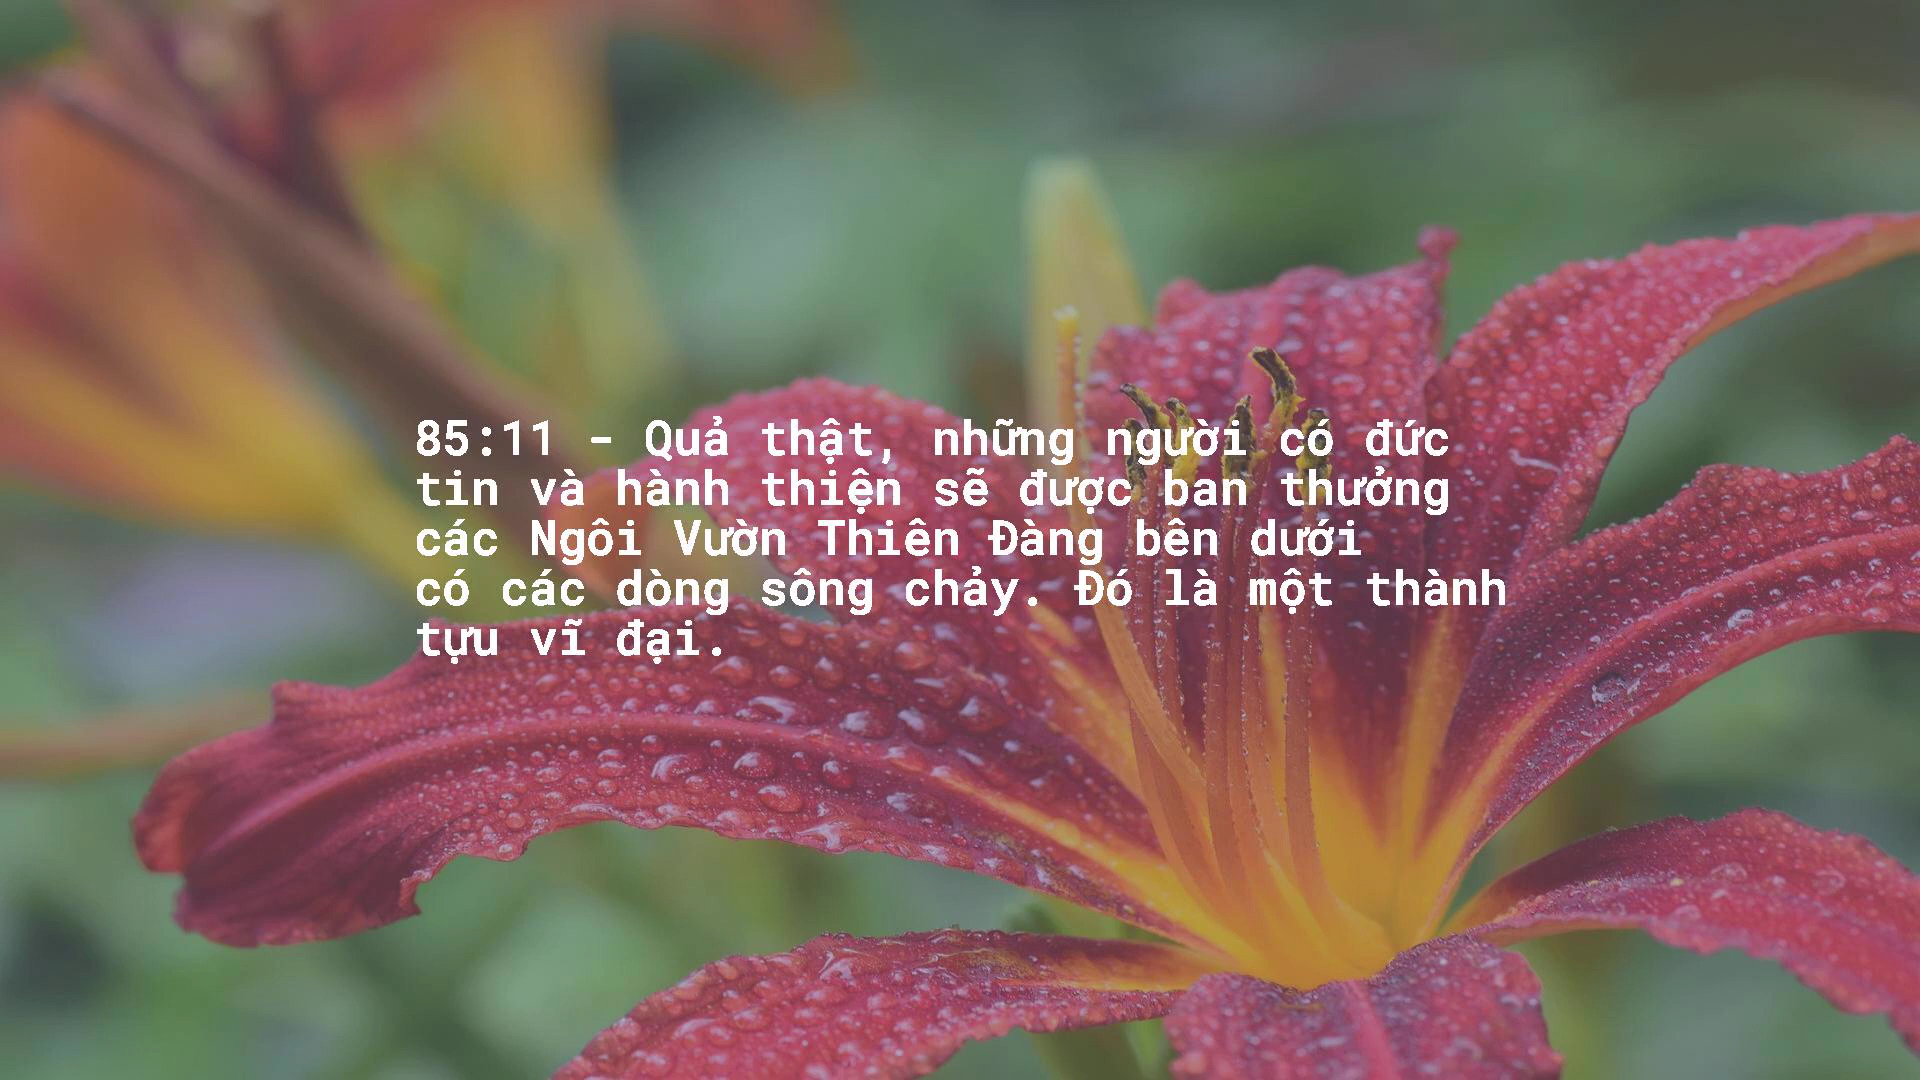 85:11 - Quả thật, những người có đức
tin và hành thiện sẽ được ban thưởng
các Ngôi Vườn Thiên Đàng bên dưới
có các dòng sông chảy. Đó là một thành
tựu vĩ đại.